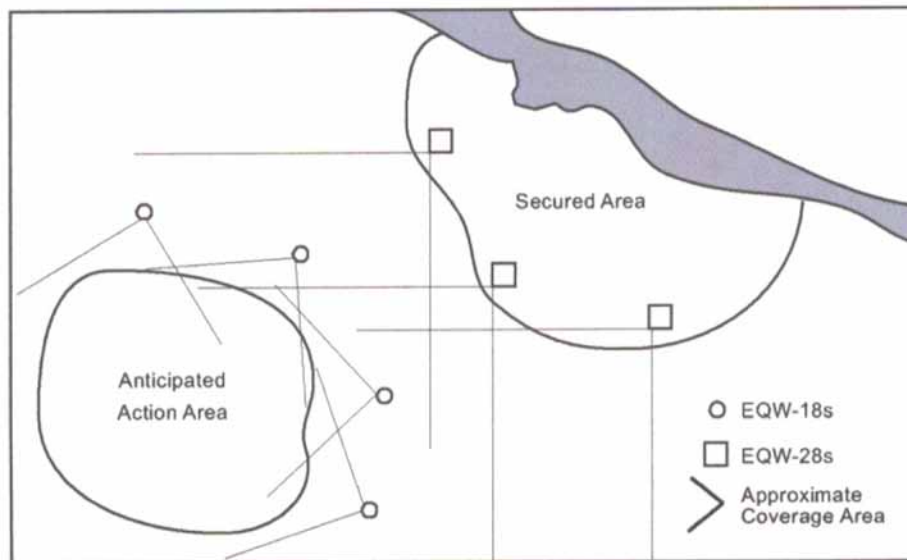 Secured Area
Anticipated
Action Area
EQW-18s
EQW-28s
Approximate
Coverage Area